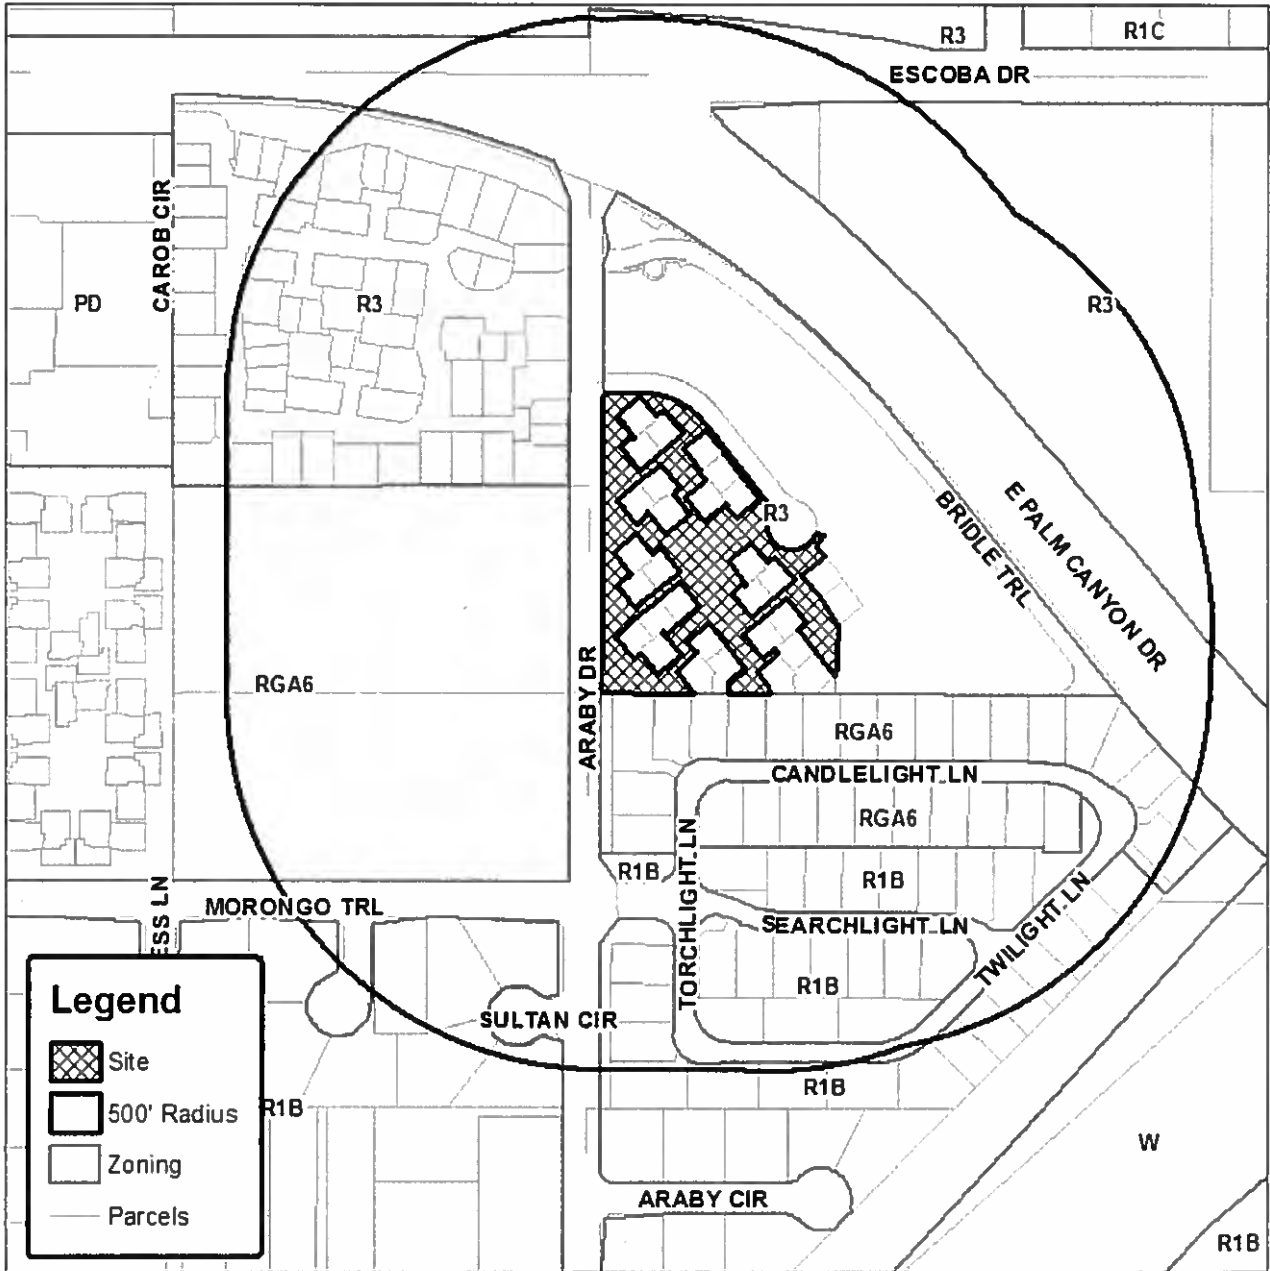 R3
R1C
ESCOBA DR
CAROB CIR
PD
R3
R3
R3
BRIDLE TRL
E PALM CANYON DR
ARABY DR
RGA6
RGA6
CANDLELIGHT LN
RGA6
TORCHLIGHT LN
R1B
R1B
MORONGO TRL
SEARCHLIGHT LN
TWILIGHT LN
ESS LN
R1B
SULTAN CIR
R1B
R1B
W
ARABY CIR
R1B
Legend
Site
500' Radius
Zoning
Parcels